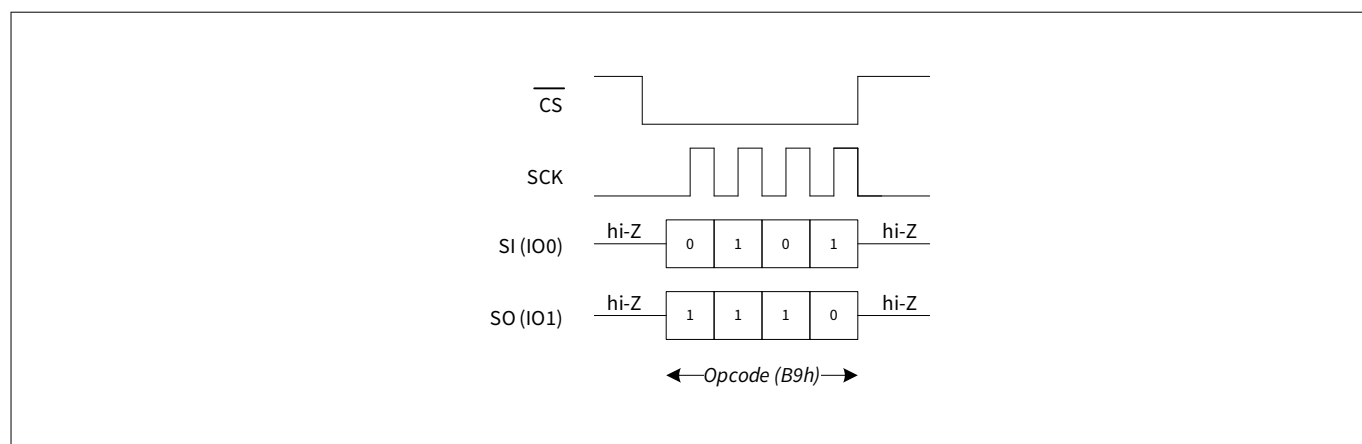 CS
SCK
hi-Z 0 1 0 1 hi-Z
SI (IO0)
hi-Z 1 1 1 0 hi-Z
SO (IO1)
Opcode (B9h)